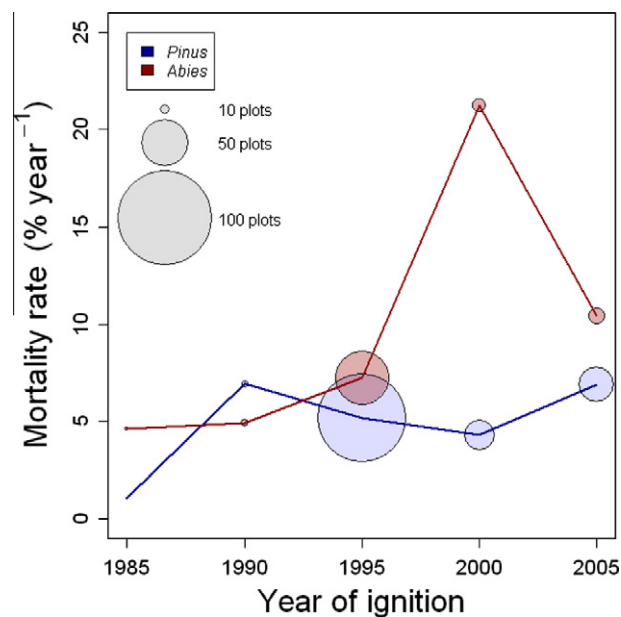 Pinus
Abies
10 plots
50 plots
100 plots
Mortality rate (% year⁻¹)
25
20
15
10
5
0
1985 1990 1995 2000 2005
Year of ignition